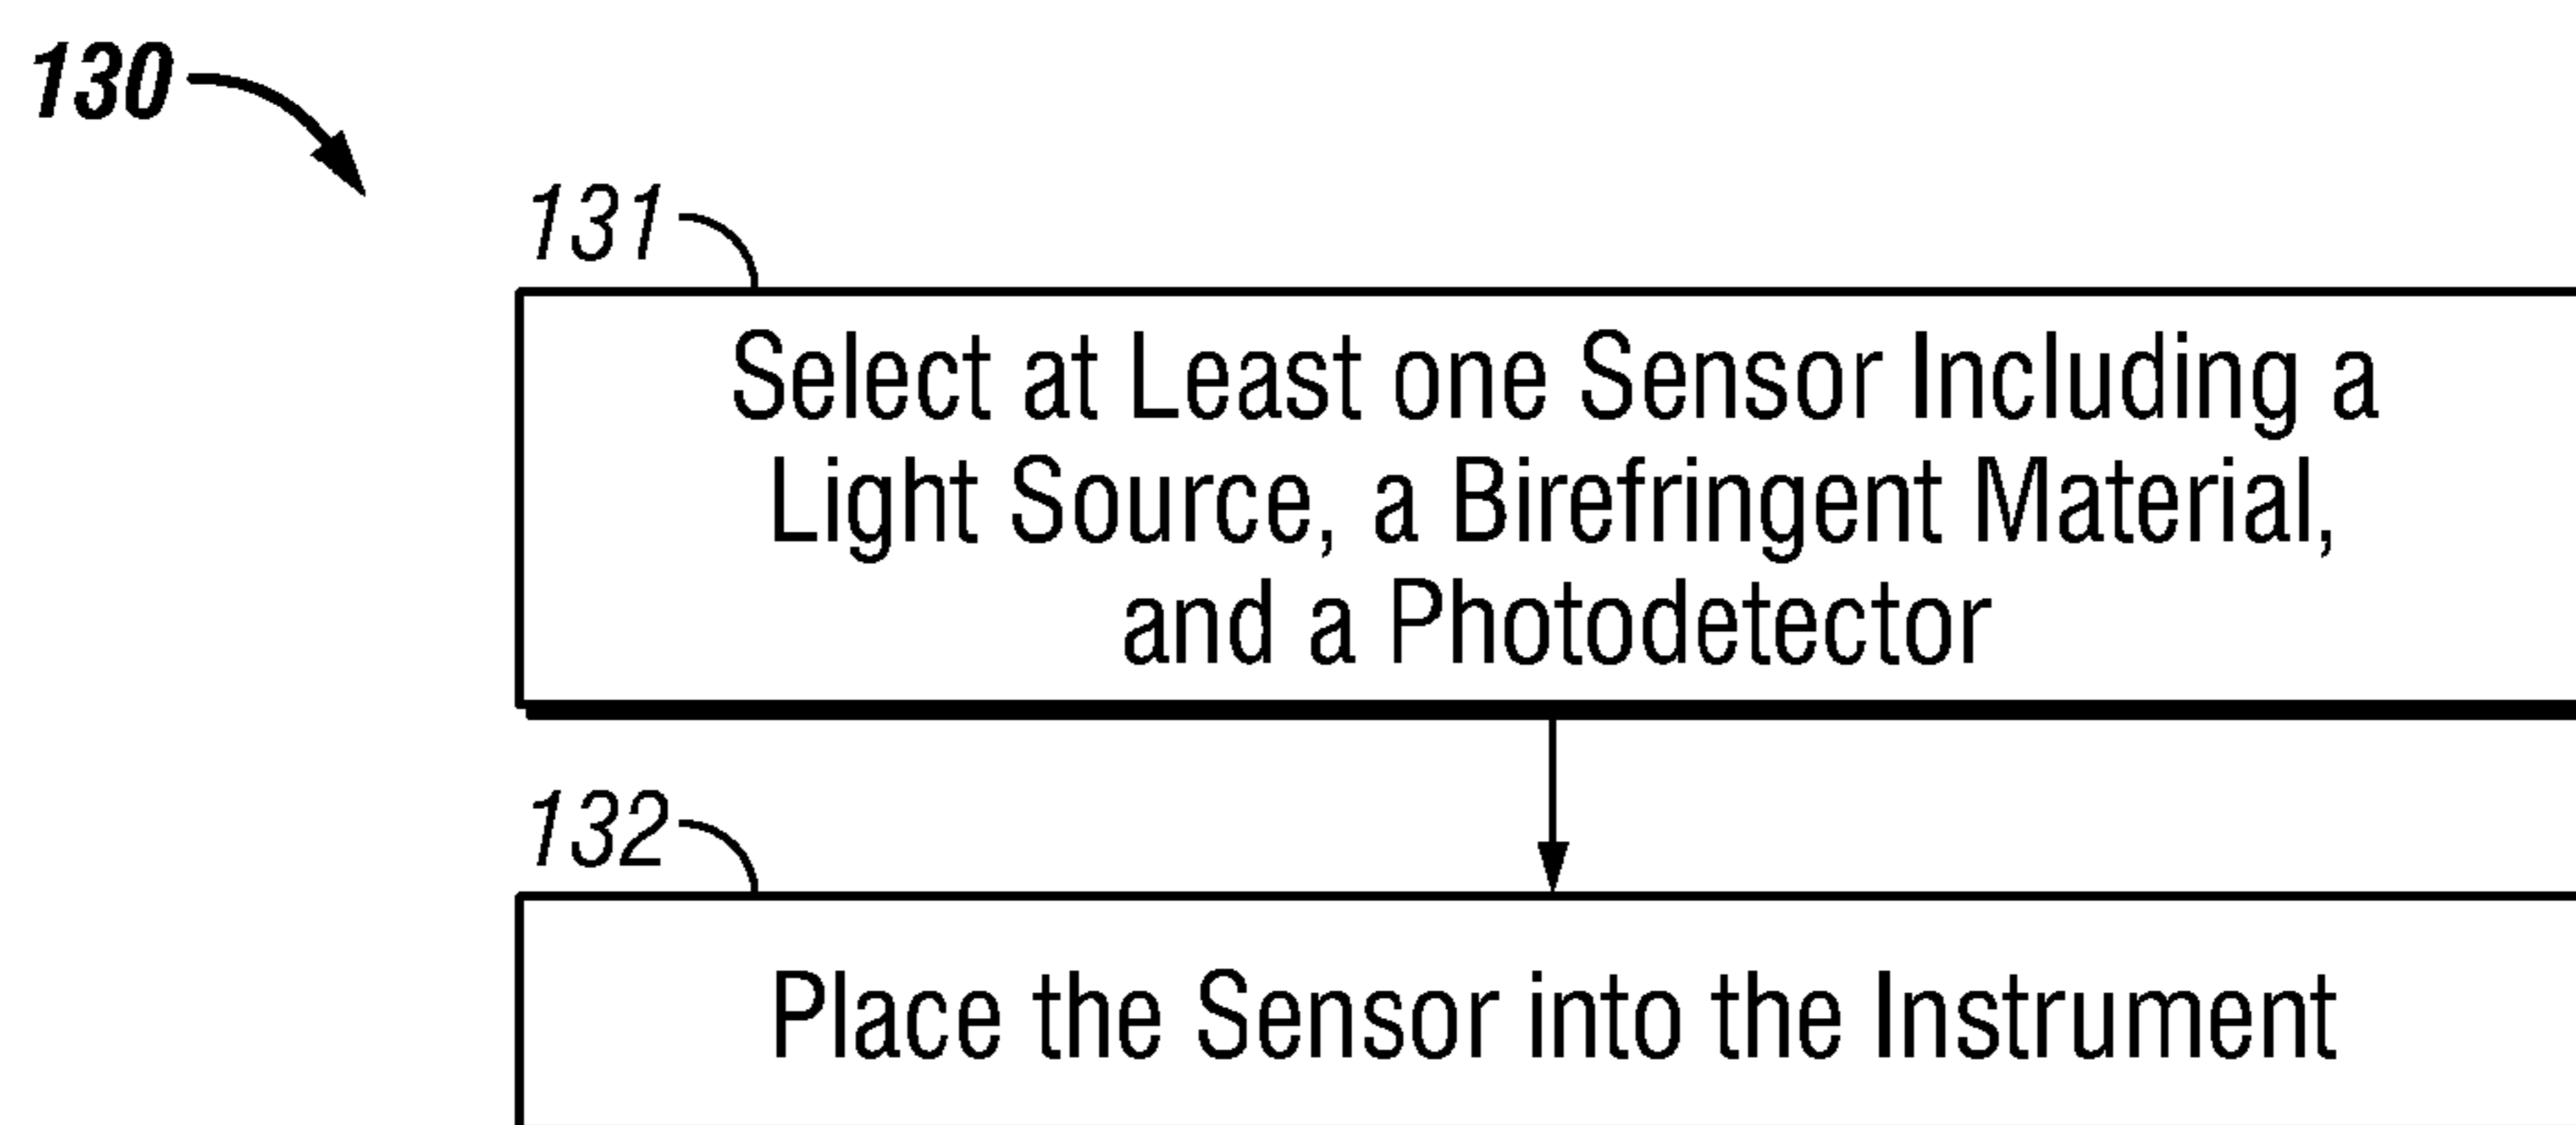 130
131
Select at Least one Sensor Including a
Light Source, a Birefringent Material,
and a Photodetector
132
Place the Sensor into the Instrument